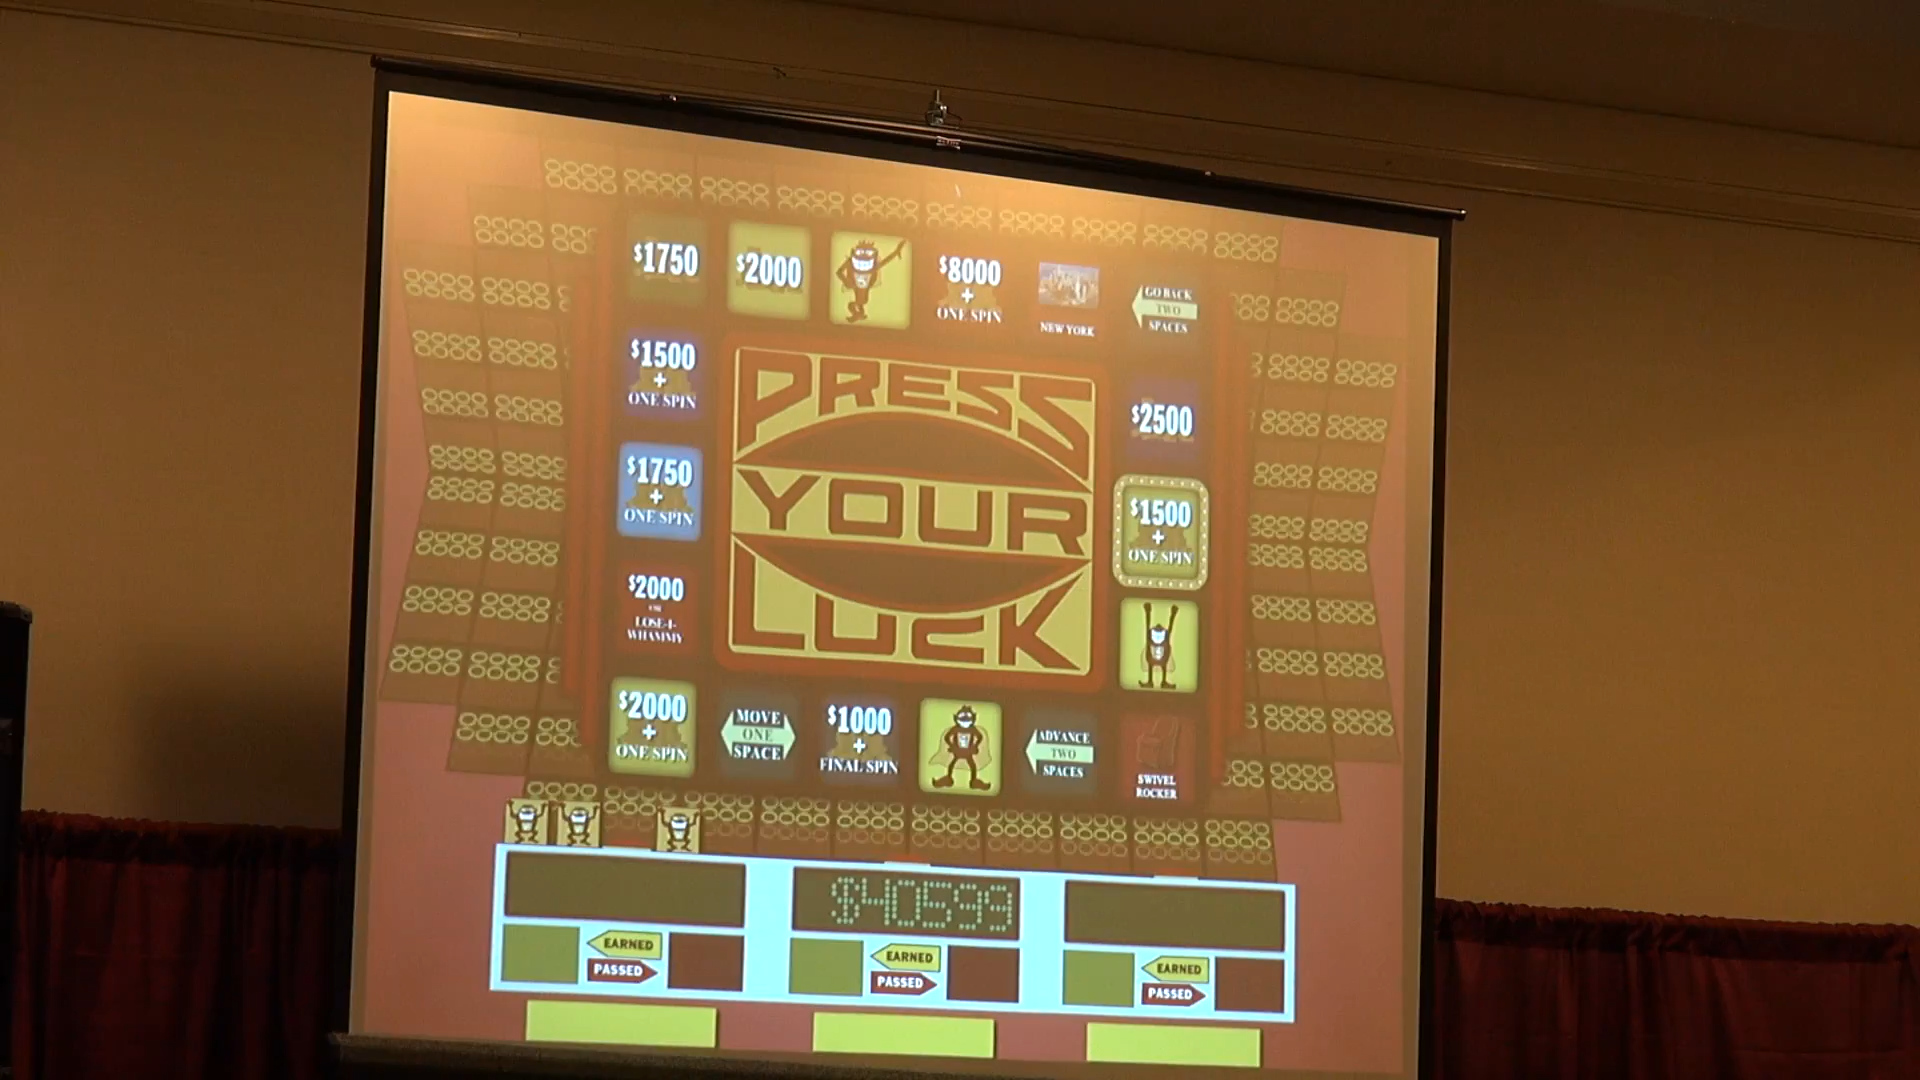 $1750
$2000
$8000
+
ONE SPIN
NEW YORK
GO BACK
TWO
SPACES
$1500
+
ONE SPIN
$2500
$1750
+
ONE SPIN
$1500
+
ONE SPIN
$2000
OR
LOSE-1-
WHAMMY
PRESS
YOUR
LUCK
$2000
+
ONE SPIN
MOVE
ONE
SPACE
$1000
+
FINAL SPIN
ADVANCE
TWO
SPACES
SWIVEL
ROCKER
$40599
EARNED
PASSED
EARNED
PASSED
EARNED
PASSED